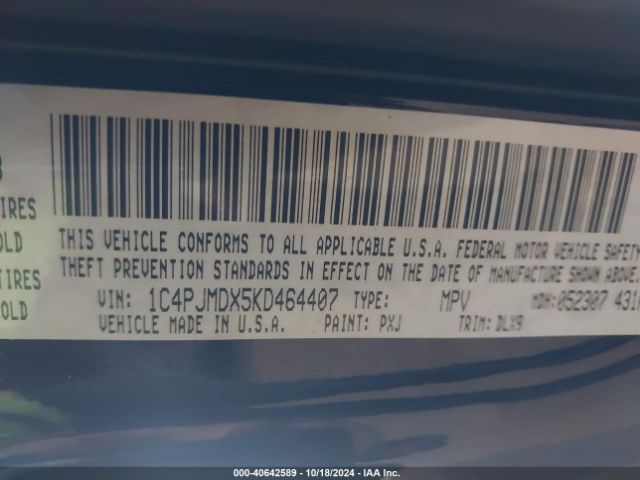 IRES
OLD
IRES
OLD
THIS VEHICLE CONFORMS TO ALL APPLICABLE U.S.A. FEDERAL MOTOR VEHICLE SAFETY
THEFT PREVENTION STANDARDS IN EFFECT ON THE DATE OF MANUFACTURE SHOWN ABOVE.
VIN: 1C4PJMDX5KD464407 TYPE: MPV MDH: 052307 431
VEHICLE MADE IN U.S.A. PAINT: PXJ TRIM: DLX9
000-40642589 - 10/18/2024 - IAA Inc.